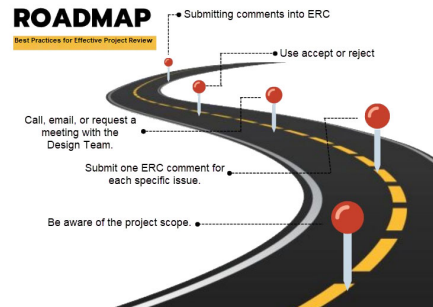 ROADMAP
Best Practices for Effective Project Review
Submitting comments into ERC
Use accept or reject
Call, email, or request a
meeting with the
Design Team.
Submit one ERC comment for
each specific issue.
Be aware of the project scope.